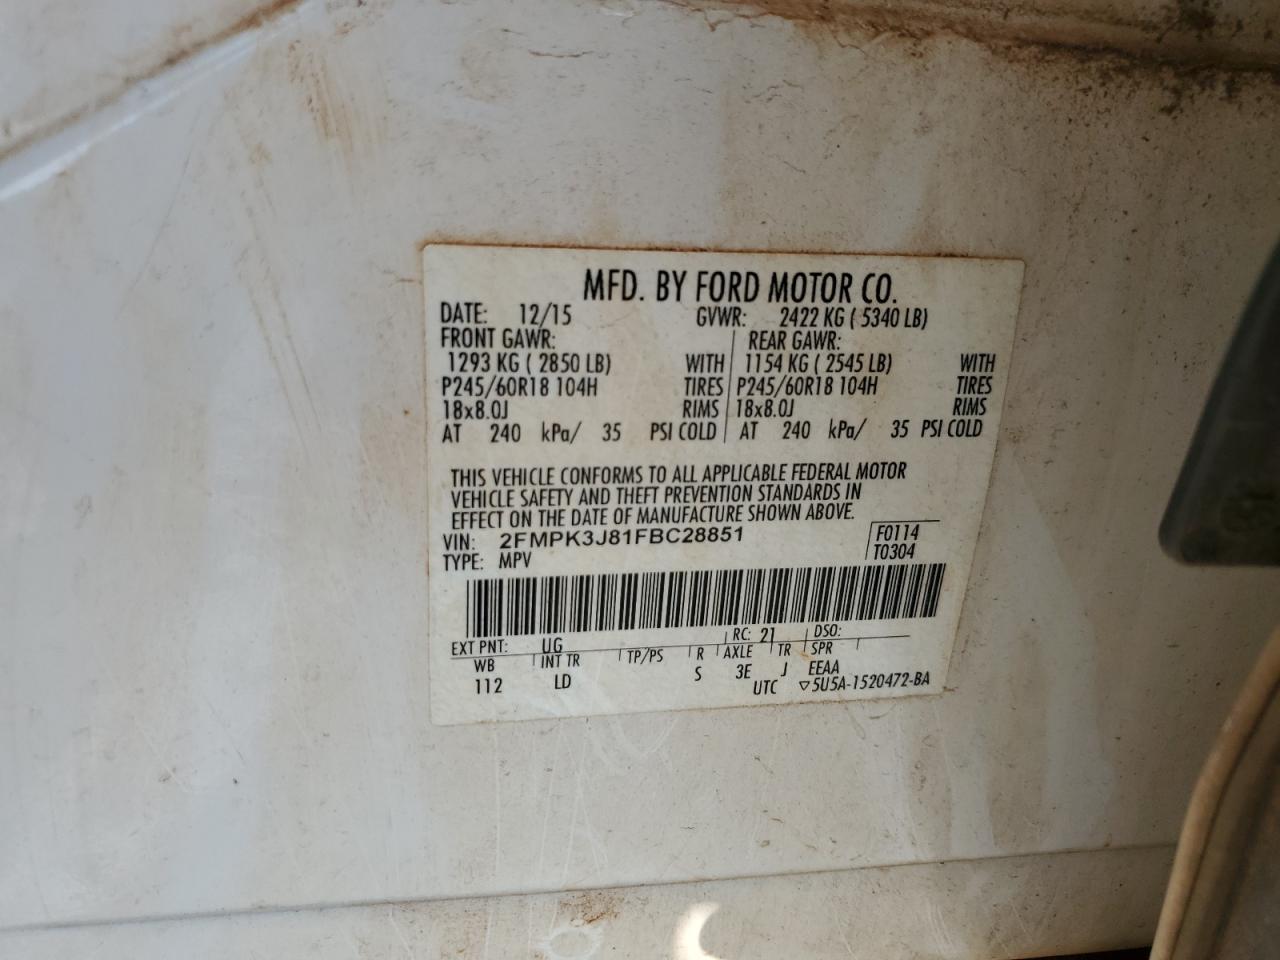 MFD. BY FORD MOTOR CO.
DATE: 12/15 GVWR: 2422 KG ( 5340 LB)
FRONT GAWR: REAR GAWR:
1293 KG ( 2850 LB) WITH 1154 KG ( 2545 LB) WITH
P245/60R18 104H TIRES P245/60R18 104H TIRES
18x8.0J RIMS 18x8.0J RIMS
AT 240 kPa/ 35 PSI COLD AT 240 kPa/ 35 PSI COLD
THIS VEHICLE CONFORMS TO ALL APPLICABLE FEDERAL MOTOR
VEHICLE SAFETY AND THEFT PREVENTION STANDARDS IN
EFFECT ON THE DATE OF MANUFACTURE SHOWN ABOVE.
VIN: 2FMPK3J81FBC28851 F0114
TYPE: MPV T0304
EXT PNT: UG RC: 21 DSO:
WB INT TR TP/PS R AXLE TR SPR
112 LD S 3E J EEAA
UTC ▽5U5A-1520472-BA